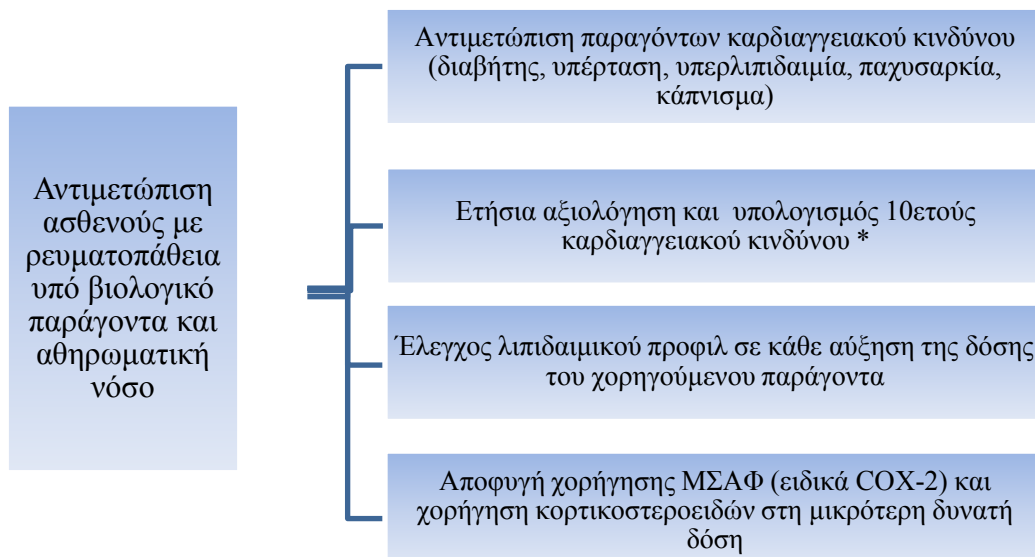 Αντιμετώπιση
ασθενούς με
ρευματοπάθεια
υπό βιολογικό
παράγοντα και
αθηρωματική
νόσο
Αντιμετώπιση παραγόντων καρδιαγγειακού κινδύνου
(διαβήτης, υπέρταση, υπερλιπιδαιμία, παχυσαρκία,
κάπνισμα)
Ετήσια αξιολόγηση και υπολογισμός 10ετούς
καρδιαγγειακού κινδύνου *
Έλεγχος λιπιδαιμικού προφιλ σε κάθε αύξηση της δόσης
του χορηγούμενου παράγοντα
Αποφυγή χορήγησης ΜΣΑΦ (ειδικά COX-2) και
χορήγηση κορτικοστεροειδών στη μικρότερη δυνατή
δόση